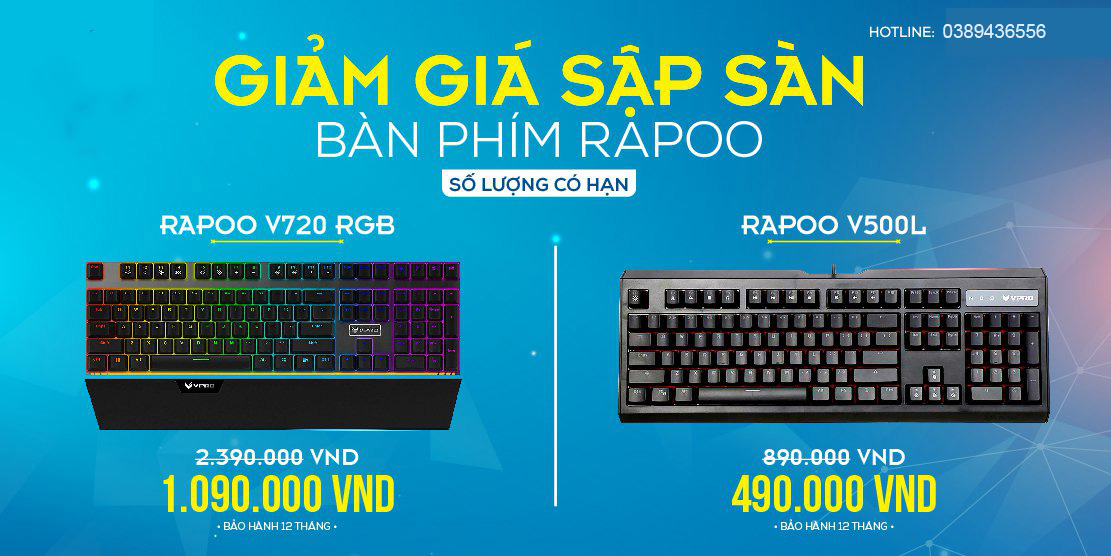 HOTLINE: 0389436556
GIẢM GIÁ SẬP SÀN
BÀN PHÍM RAPOO
SỐ LƯỢNG CÓ HẠN
RAPOO V720 RGB
RAPOO V500L
VPRO
VPRO
2.390.000 VND
1.090.000 VND
• BẢO HÀNH 12 THÁNG •
890.000 VND
490.000 VND
• BẢO HÀNH 12 THÁNG •